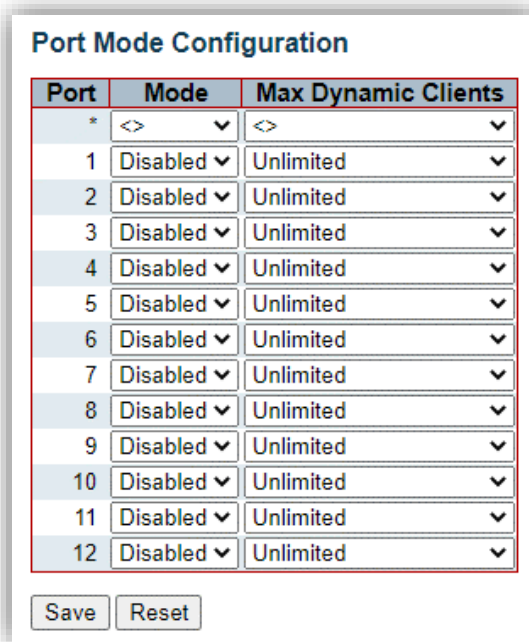 Port Mode Configuration
Port Mode Max Dynamic Clients
* <> <>
1 Disabled Unlimited
2 Disabled Unlimited
3 Disabled Unlimited
4 Disabled Unlimited
5 Disabled Unlimited
6 Disabled Unlimited
7 Disabled Unlimited
8 Disabled Unlimited
9 Disabled Unlimited
10 Disabled Unlimited
11 Disabled Unlimited
12 Disabled Unlimited
Save Reset